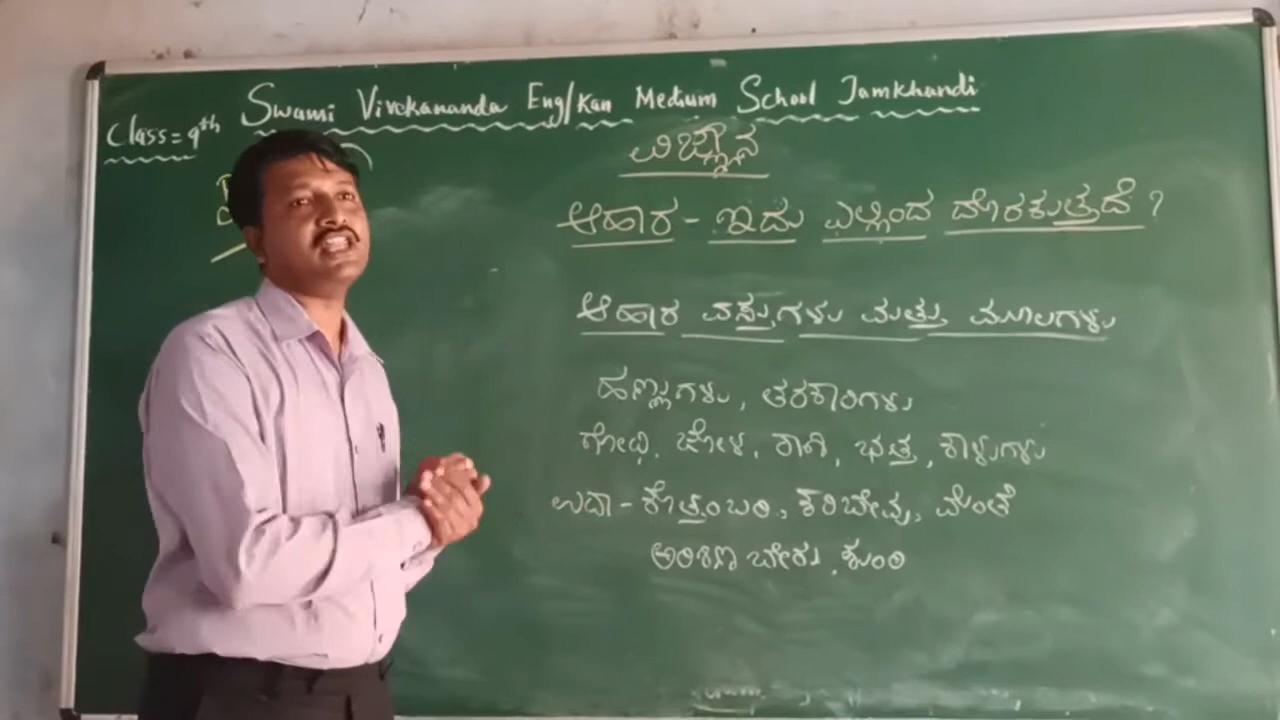 Swami Vivekananda Eng/Kan Medium School Jamkhandi
Class = 9th
ವಿಜ್ಞಾನ
ಆಹಾರ - ಇದು ಎಲ್ಲಿಂದ ದೊರಕುತ್ತದೆ ?
ಆಹಾರ ವಸ್ತುಗಳು ಮತ್ತು ಮೂಲಗಳು
ಹಣ್ಣುಗಳು, ತರಕಾರಿಗಳು
ಗೋಧಿ, ಜೋಳ, ರಾಗಿ, ಭತ್ತ, ಕಾಳುಗಳು
ಉದಾ - ಕೊತ್ತಂಬರಿ, ಕರಿಬೇವು, ಮೆಂತೆ
ಅರಿಶಿಣ ಬೇರು, ಶುಂಠಿ